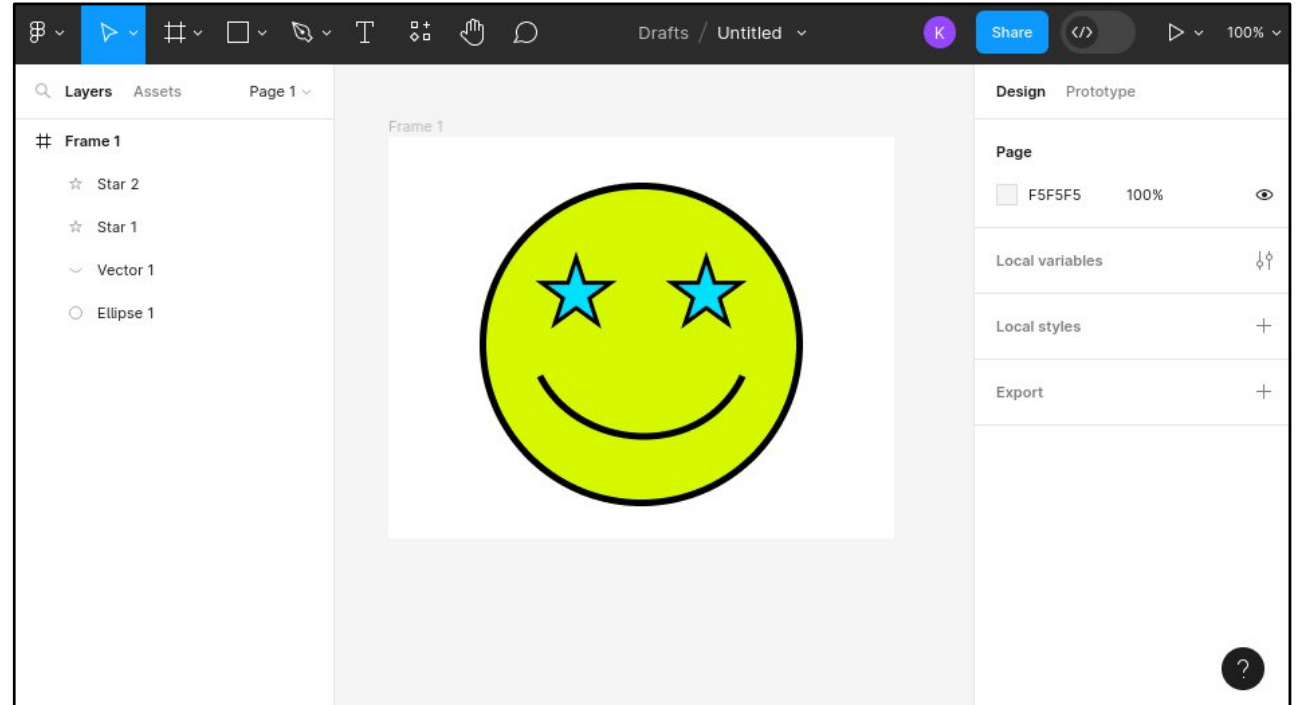 Drafts / Untitled
K
Share
</>
100%
Layers Assets Page 1
Design Prototype
Frame 1
Star 2
Star 1
Vector 1
Ellipse 1
Frame 1
Page
F5F5F5 100%
Local variables
Local styles
Export
?